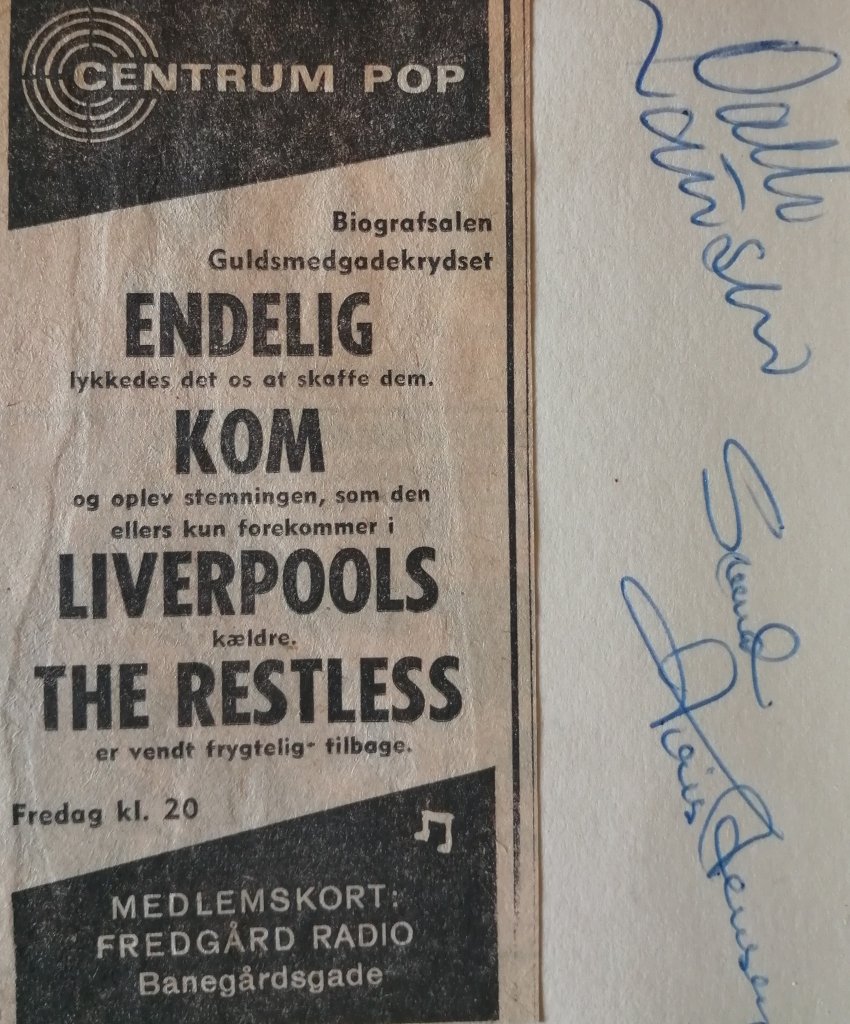 CENTRUM POP
Biografsalen
Guldsmedgadekrydset
ENDELIG
lykkedes det os at skaffe dem.
KOM
og oplev stemningen, som den
ellers kun forekommer i
LIVERPOOLS
kældre.
THE RESTLESS
er vendt frygtelig- tilbage.
Fredag kl. 20
MEDLEMSKORT:
FREDGÅRD RADIO
Banegårdsgade
Svend